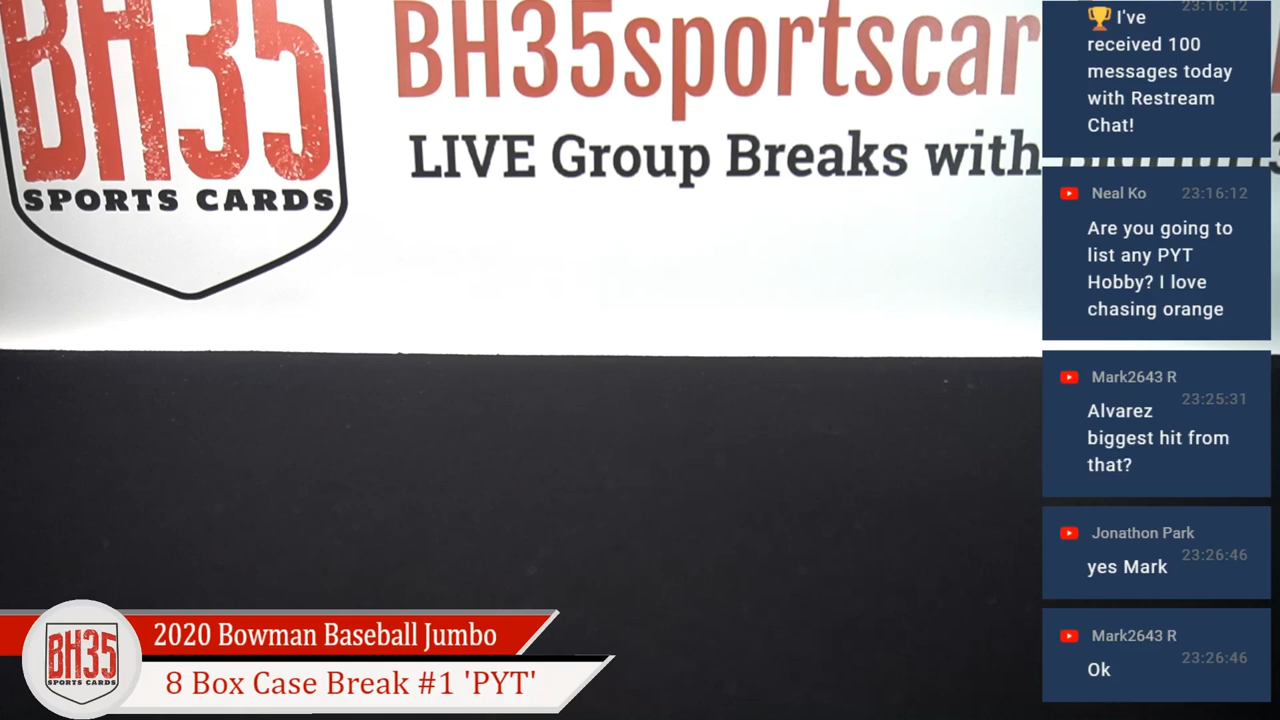 BH35
SPORTS CARDS
BH35sportscar
LIVE Group Breaks with
23:16:12
🏆 I've
received 100
messages today
with Restream
Chat!
Neal Ko 23:16:12
Are you going to
list any PYT
Hobby? I love
chasing orange
Mark2643 R
23:25:31
Alvarez
biggest hit from
that?
Jonathon Park
23:26:46
yes Mark
Mark2643 R
23:26:46
Ok
BH35
SPORTS CARDS
2020 Bowman Baseball Jumbo
8 Box Case Break #1 'PYT'